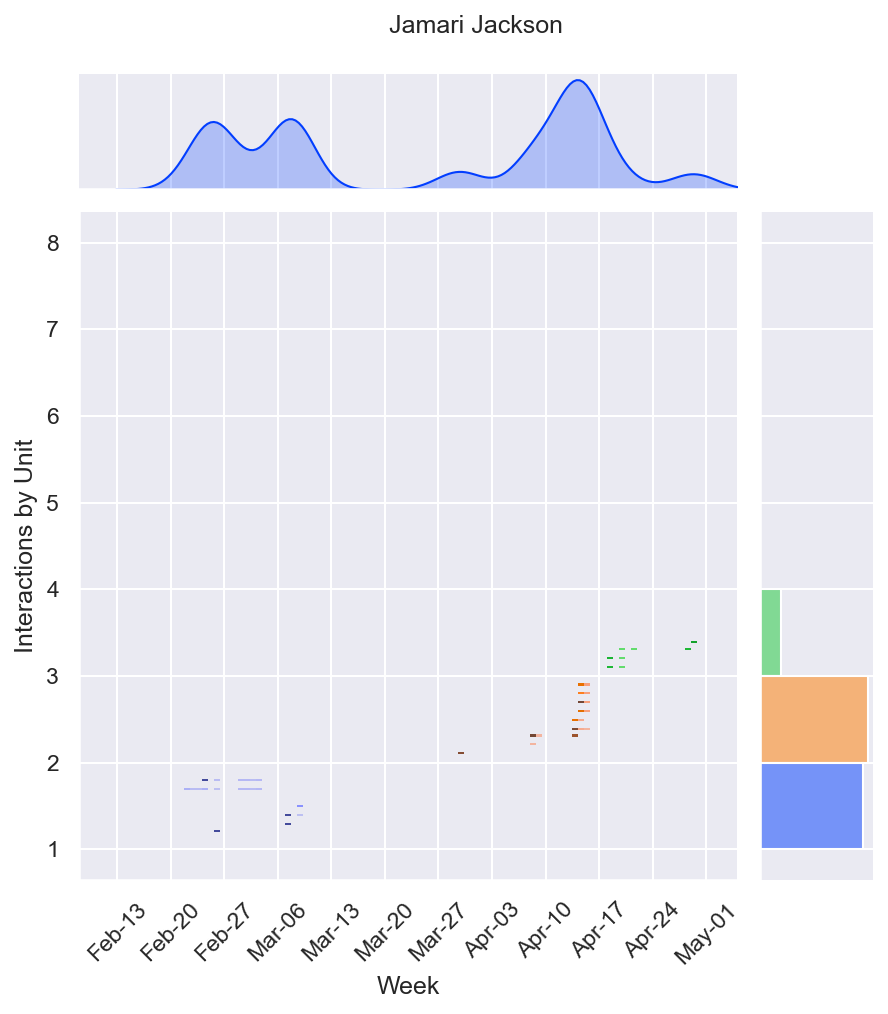 Jamari Jackson
8
7
6
5
4
3
2
1
Interactions by Unit
Feb-13
Feb-20
Feb-27
Mar-06
Mar-13
Mar-20
Mar-27
Apr-03
Apr-10
Apr-17
Apr-24
May-01
Week